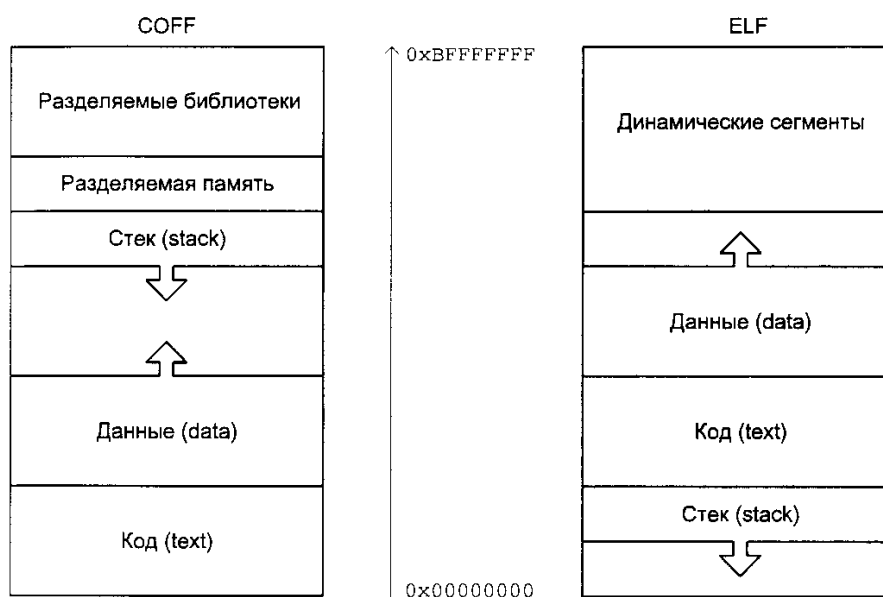 COFF
Разделяемые библиотеки
Разделяемая память
Стек (stack)
Данные (data)
Код (text)
0xBFFFFFFF
0x00000000
ELF
Динамические сегменты
Данные (data)
Код (text)
Стек (stack)